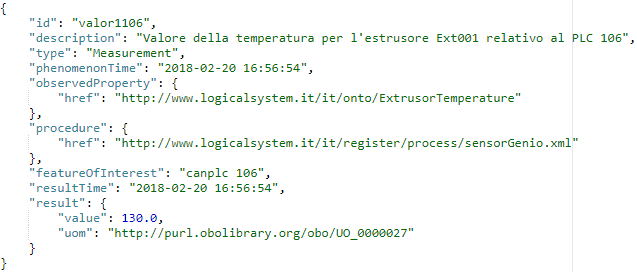 {
"id": "valor1106",
"description": "Valore della temperatura per l'estrusore Ext001 relativo al PLC 106",
"type": "Measurement",
"phenomenonTime": "2018-02-20 16:56:54",
"observedProperty": {
"href": "http://www.logicalsystem.it/it/onto/ExtrusorTemperature"
},
"procedure": {
"href": "http://www.logicalsystem.it/it/register/process/sensorGenio.xml"
},
"featureOfInterest": "canplc 106",
"resultTime": "2018-02-20 16:56:54",
"result": {
"value": 130.0,
"uom": "http://purl.obolibrary.org/obo/UO_0000027"
}
}